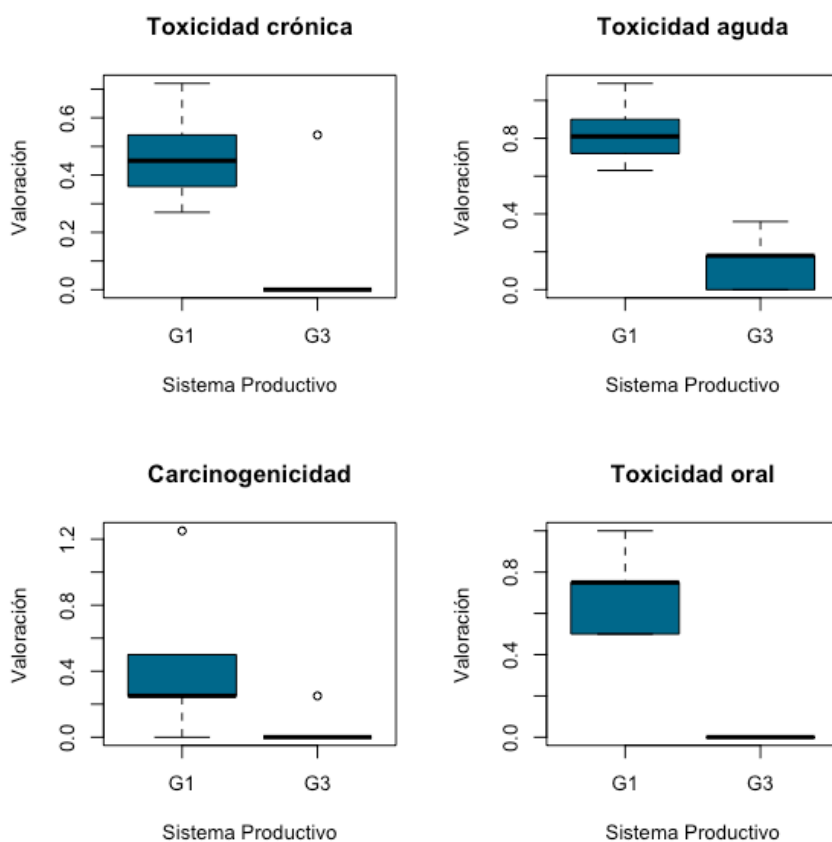 Toxicidad crónica
Valoración
0.6
0.4
0.2
0.0
G1 G3
Sistema Productivo
Toxicidad aguda
Valoración
0.8
0.4
0.0
G1 G3
Sistema Productivo
Carcinogenicidad
Valoración
1.2
0.8
0.4
0.0
G1 G3
Sistema Productivo
Toxicidad oral
Valoración
0.8
0.4
0.0
G1 G3
Sistema Productivo